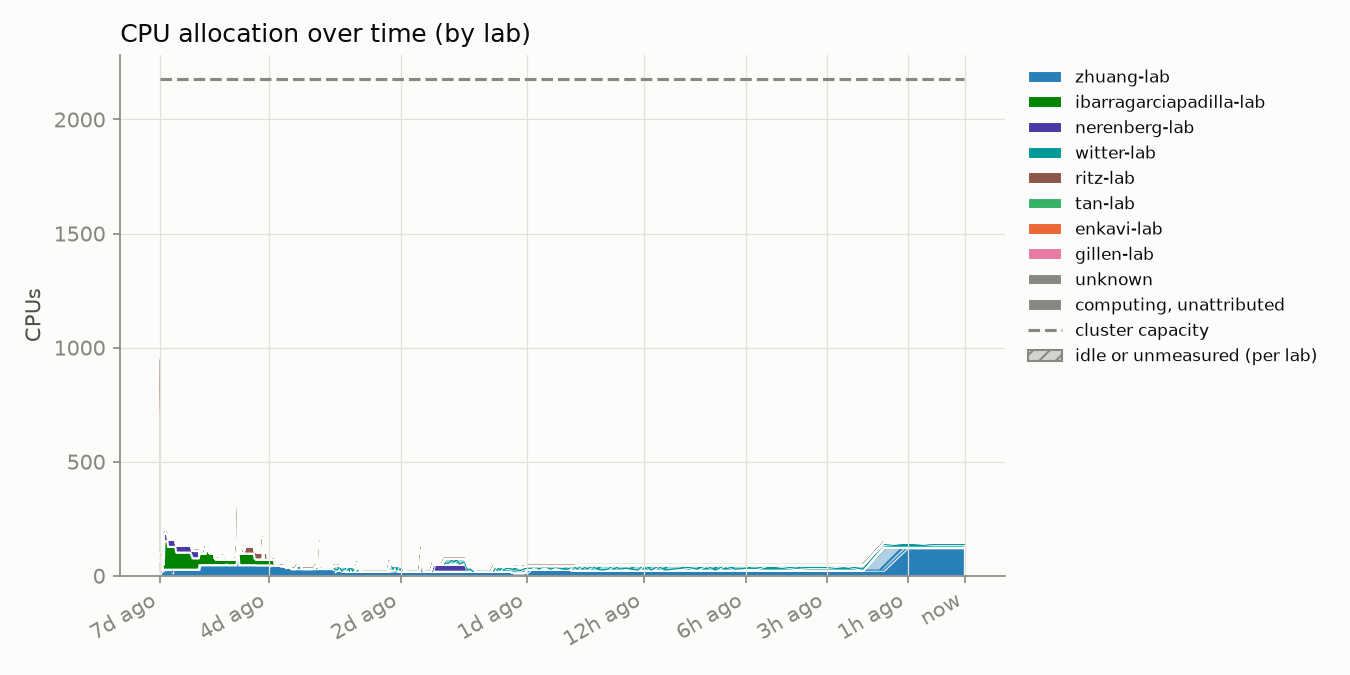 CPU allocation over time (by lab)
CPUs
2000
1500
1000
500
0
7d ago
4d ago
2d ago
1d ago
12h ago
6h ago
3h ago
1h ago
now
zhuang-lab
ibarragarciapadilla-lab
nerenberg-lab
witter-lab
ritz-lab
tan-lab
enkavi-lab
gillen-lab
unknown
computing, unattributed
cluster capacity
idle or unmeasured (per lab)